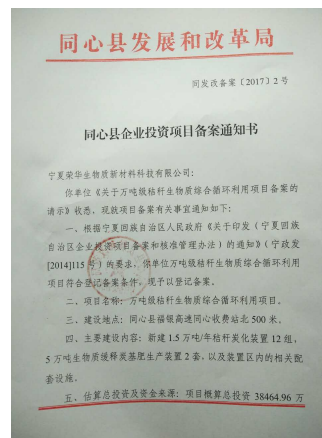 同心县发展和改革局
同发改备案〔2017〕2号
同心县企业投资项目备案通知书
宁夏荣华生物质新材料科技有限公司：
你单位《关于万吨级秸秆生物质综合循环利用项目备案的
请示》收悉，现就项目备案有关事宜通知如下：
一、根据宁夏回族自治区人民政府《关于印发（宁夏回族
自治区企业投资项目备案和核准管理办法）的通知》（宁政发
[2014]115号）的要求，你单位万吨级秸秆生物质综合循环利用
项目符合登记备案条件，现予以登记备案。
二、项目名称：万吨级秸秆生物质综合循环利用项目。
三、建设地点：同心县福银高速同心收费站北500米。
四、主要建设内容：新建1.5万吨/年秸秆炭化装置12组，
5万吨生物质缓释炭基肥生产装置2套，以及装置区内的相关配
套设施。
五、估算总投资及资金来源：项目概算总投资38464.96万